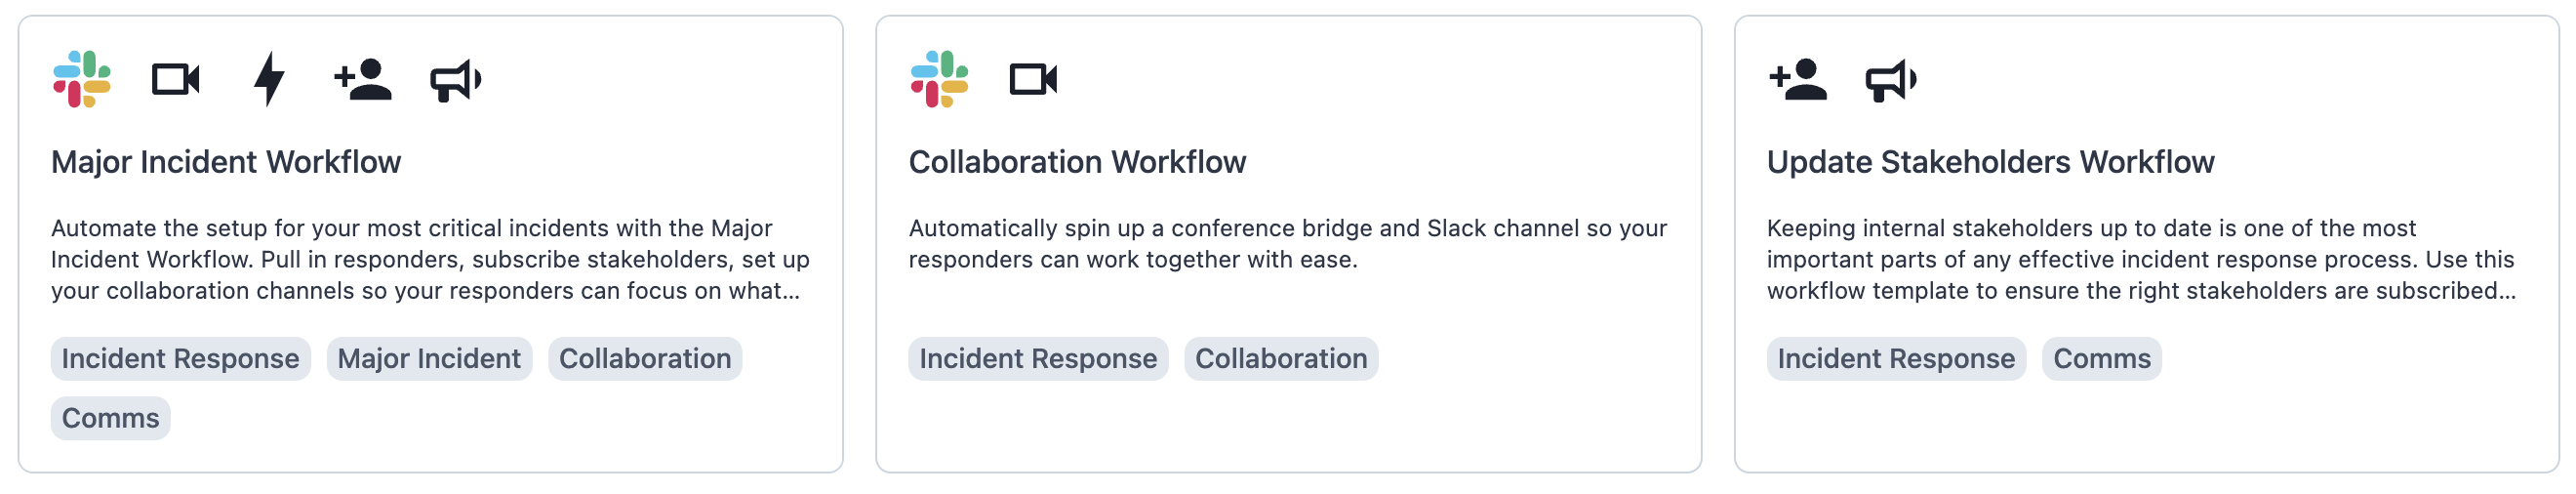 Major Incident Workflow
Automate the setup for your most critical incidents with the Major
Incident Workflow. Pull in responders, subscribe stakeholders, set up
your collaboration channels so your responders can focus on what...
Incident Response
Major Incident
Collaboration
Comms
Collaboration Workflow
Automatically spin up a conference bridge and Slack channel so your
responders can work together with ease.
Incident Response
Collaboration
Update Stakeholders Workflow
Keeping internal stakeholders up to date is one of the most
important parts of any effective incident response process. Use this
workflow template to ensure the right stakeholders are subscribed...
Incident Response
Comms